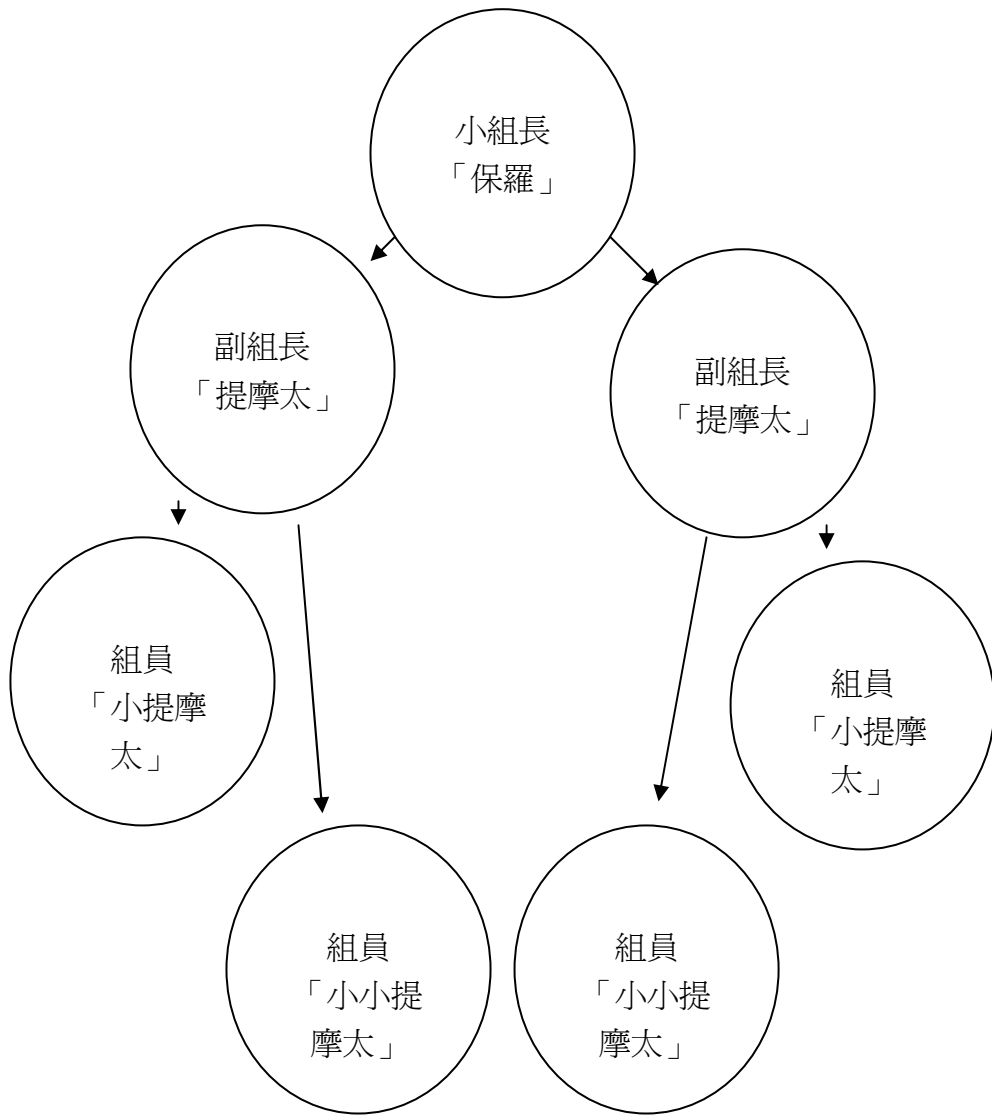 小組長
「保羅」
副組長
「提摩太」
副組長
「提摩太」
組員
「小提摩
太」
組員
「小提摩
太」
組員
「小小提
摩太」
組員
「小小提
摩太」